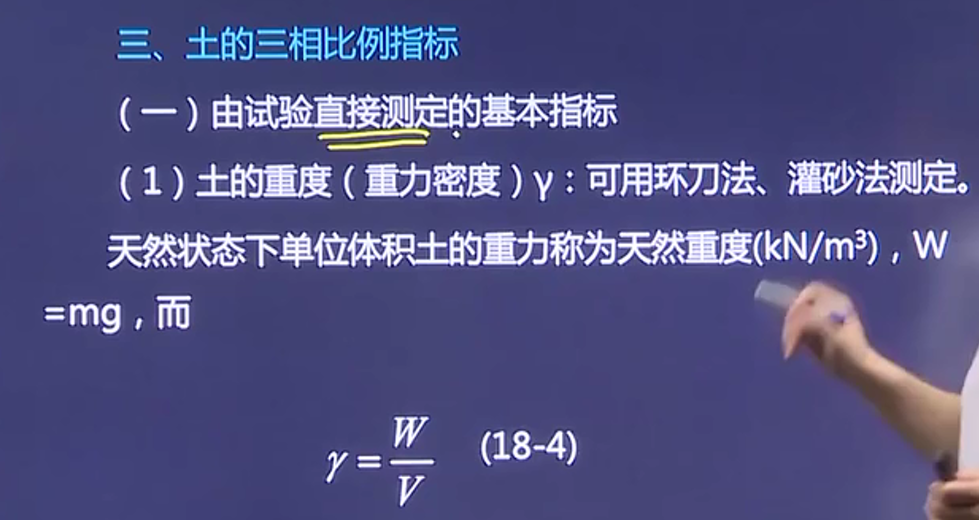 三、土的三相比例指标
（一）由试验直接测定的基本指标
（1）土的重度（重力密度）γ：可用环刀法、灌砂法测定。
天然状态下单位体积土的重力称为天然重度(kN/m³)，W
=mg，而
γ = W/V (18-4)